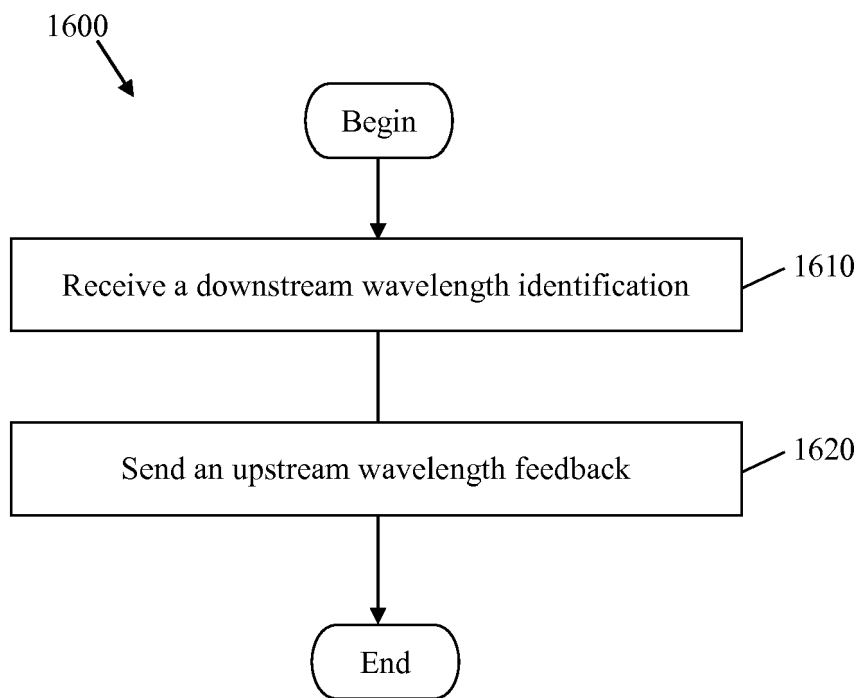 1600
Begin
Receive a downstream wavelength identification
1610
Send an upstream wavelength feedback
1620
End